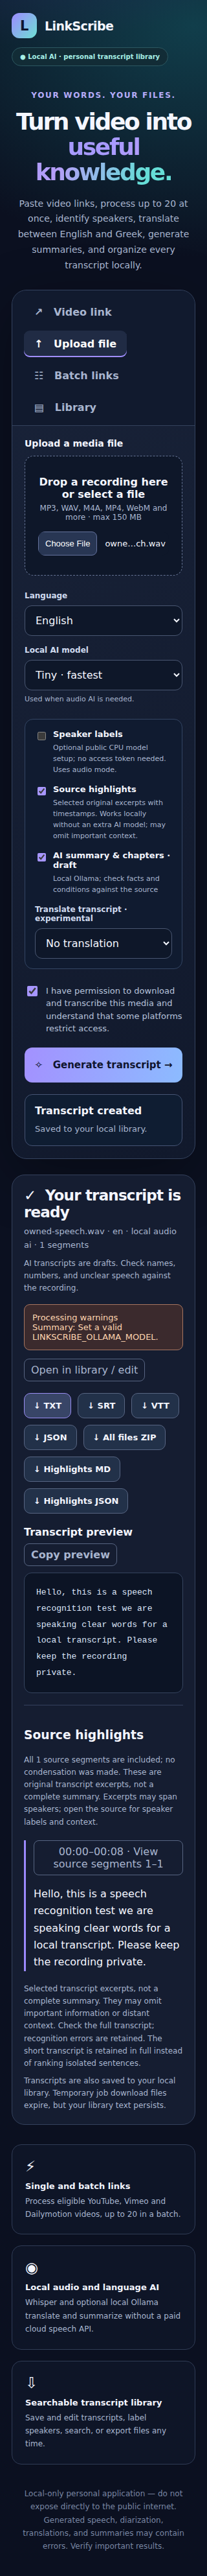 L LinkScribe
Local AI · personal transcript library
YOUR WORDS. YOUR FILES.
Turn video into
useful
knowledge.
Paste video links, process up to 20 at
once, identify speakers, translate
between English and Greek, generate
summaries, and organize every
transcript locally.
↗ Video link
↑ Upload file
☷ Batch links
▤ Library
Upload a media file
Drop a recording here
or select a file
MP3, WAV, M4A, MP4, WebM and
more · max 150 MB
Choose File owne...ch.wav
Language
English
Local AI model
Tiny · fastest
Used when audio AI is needed.
Speaker labels
Optional public CPU model
setup; no access token needed.
Uses audio mode.
Source highlights
Selected original excerpts with
timestamps. Works locally
without an extra AI model; may
omit important context.
AI summary & chapters ·
draft
Local Ollama; check facts and
conditions against the source
Translate transcript ·
experimental
No translation
I have permission to download
and transcribe this media and
understand that some platforms
restrict access.
✧ Generate transcript →
Transcript created
Saved to your local library.
✓ Your transcript is
ready
owned-speech.wav · en · local audio
ai · 1 segments
AI transcripts are drafts. Check names,
numbers, and unclear speech against
the recording.
Processing warnings
Summary: Set a valid
LINKSCRIBE_OLLAMA_MODEL.
Open in library / edit
↓ TXT ↓ SRT ↓ VTT
↓ JSON ↓ All files ZIP
↓ Highlights MD
↓ Highlights JSON
Transcript preview
Copy preview
Hello, this is a speech
recognition test we are
speaking clear words for a
local transcript. Please
keep the recording
private.
Source highlights
All 1 source segments are included; no
condensation was made. These are
original transcript excerpts, not a
complete summary. Excerpts may span
speakers; open the source for speaker
labels and context.
00:00–00:08 · View
source segments 1–1
Hello, this is a speech
recognition test we are
speaking clear words for a
local transcript. Please keep
the recording private.
Selected transcript excerpts, not a
complete summary. They may omit
important information or distant
context. Check the full transcript;
recognition errors are retained. The
short transcript is retained in full instead
of ranking isolated sentences.
Transcripts are also saved to your local
library. Temporary job download files
expire, but your library text persists.
⚡
Single and batch links
Process eligible YouTube, Vimeo and
Dailymotion videos, up to 20 in a batch.
◉
Local audio and language AI
Whisper and optional local Ollama
translate and summarize without a paid
cloud speech API.
⇩
Searchable transcript library
Save and edit transcripts, label
speakers, search, or export files any
time.
Local-only personal application — do not
expose directly to the public internet.
Generated speech, diarization,
translations, and summaries may contain
errors. Verify important results.